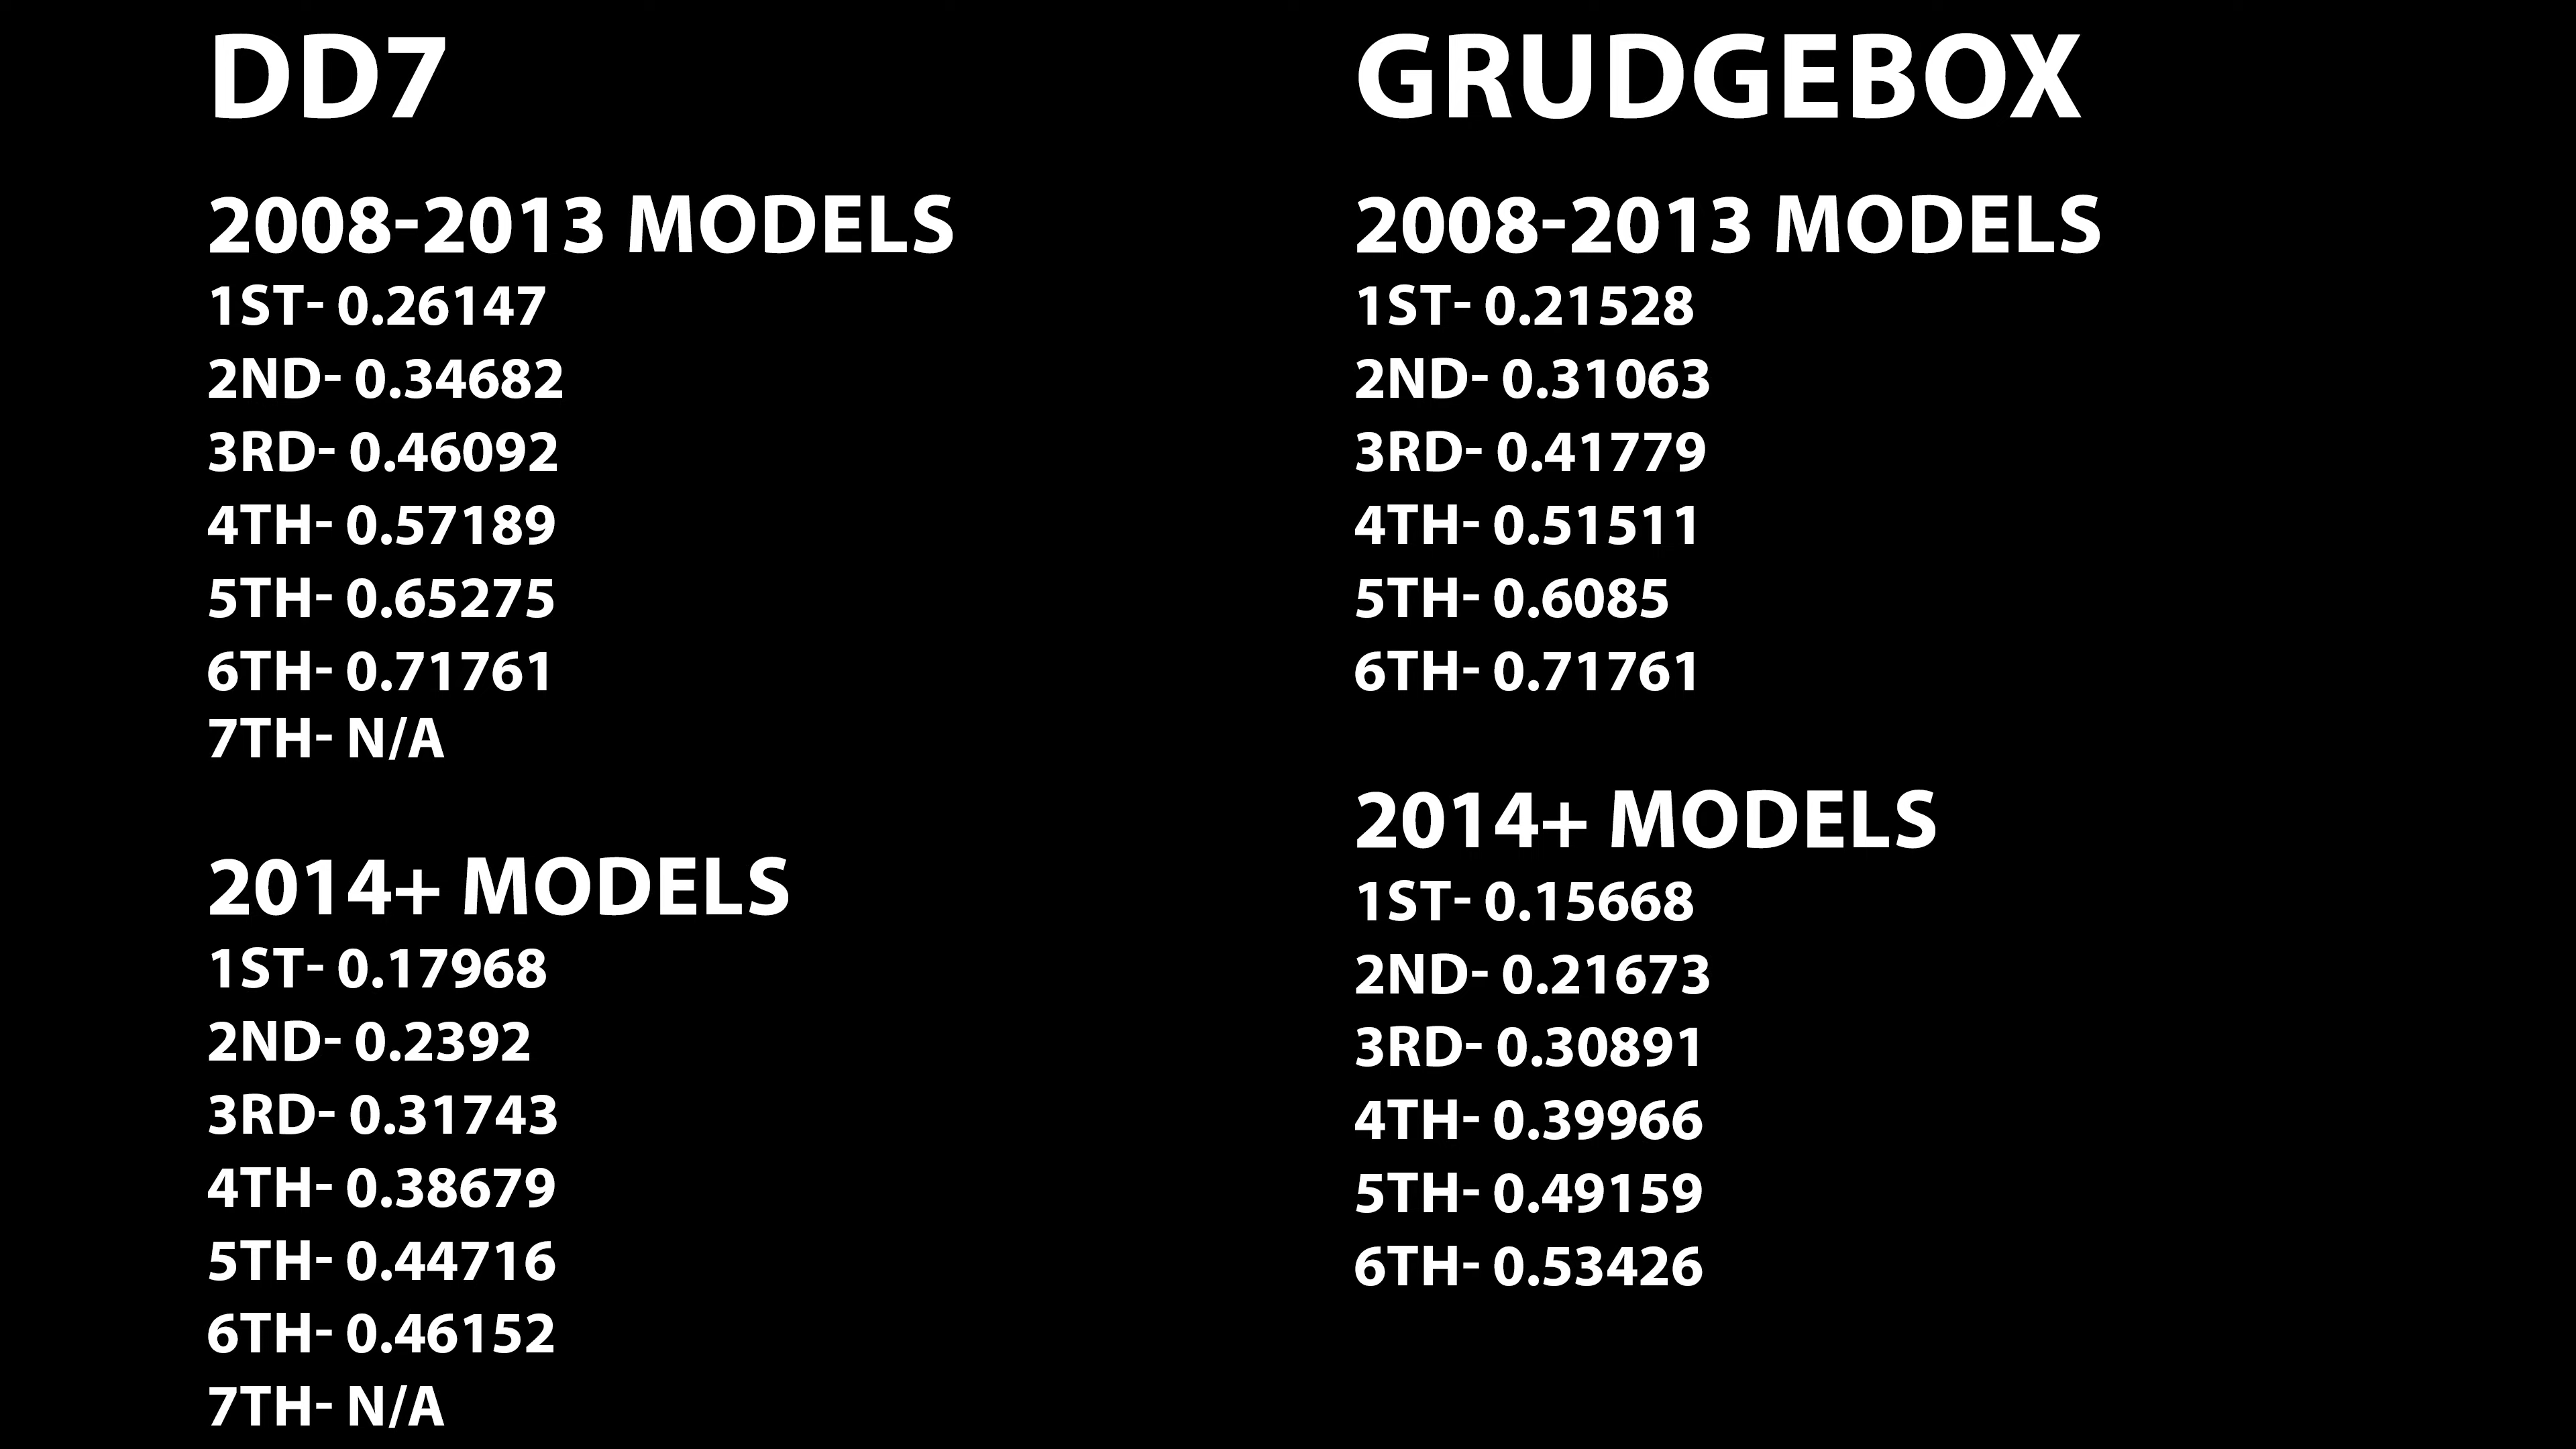 DD7
2008-2013 MODELS
1ST- 0.26147
2ND- 0.34682
3RD- 0.46092
4TH- 0.57189
5TH- 0.65275
6TH- 0.71761
7TH- N/A
2014+ MODELS
1ST- 0.17968
2ND- 0.2392
3RD- 0.31743
4TH- 0.38679
5TH- 0.44716
6TH- 0.46152
7TH- N/A
GRUDGEBOX
2008-2013 MODELS
1ST- 0.21528
2ND- 0.31063
3RD- 0.41779
4TH- 0.51511
5TH- 0.6085
6TH- 0.71761
2014+ MODELS
1ST- 0.15668
2ND- 0.21673
3RD- 0.30891
4TH- 0.39966
5TH- 0.49159
6TH- 0.53426